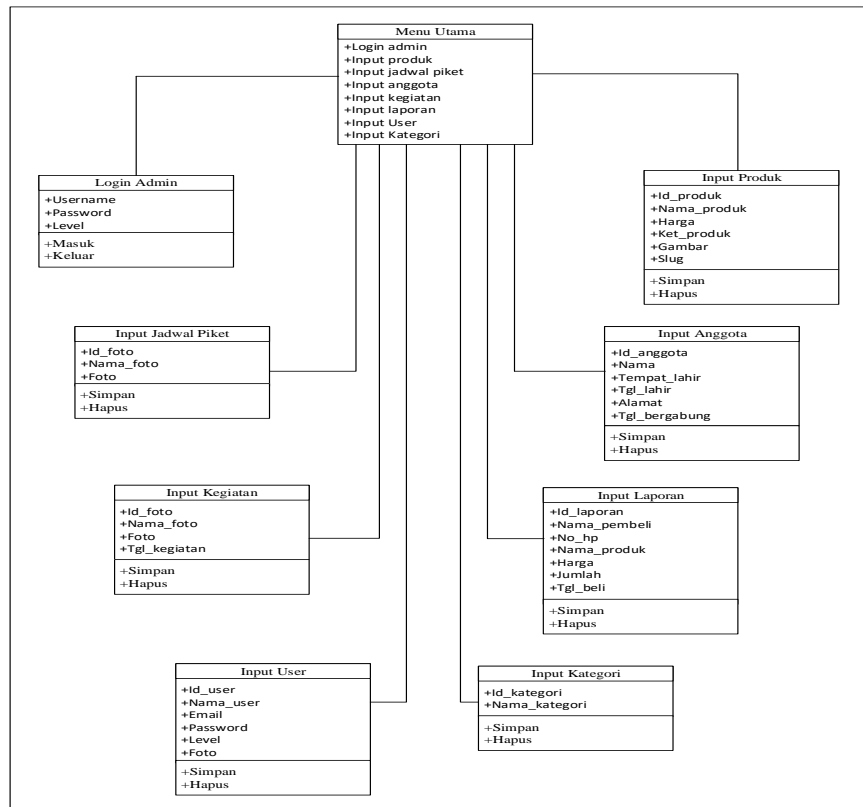 Menu Utama
+Login admin
+Input produk
+Input jadwal piket
+Input anggota
+Input kegiatan
+Input laporan
+Input User
+Input Kategori
Login Admin
+Username
+Password
+Level
+Masuk
+Keluar
Input Produk
+Id_produk
+Nama_produk
+Harga
+Ket_produk
+Gambar
+Slug
+Simpan
+Hapus
Input Jadwal Piket
+Id_foto
+Nama_foto
+Foto
+Simpan
+Hapus
Input Anggota
+Id_anggota
+Nama
+Tempat_lahir
+Tgl_lahir
+Alamat
+Tgl_bergabung
+Simpan
+Hapus
Input Kegiatan
+Id_foto
+Nama_foto
+Foto
+Tgl_kegiatan
+Simpan
+Hapus
Input Laporan
+Id_laporan
+Nama_pembeli
+No_hp
+Nama_produk
+Harga
+Jumlah
+Tgl_beli
+Simpan
+Hapus
Input User
+Id_user
+Nama_user
+Email
+Password
+Level
+Foto
+Simpan
+Hapus
Input Kategori
+Id_kategori
+Nama_kategori
+Simpan
+Hapus